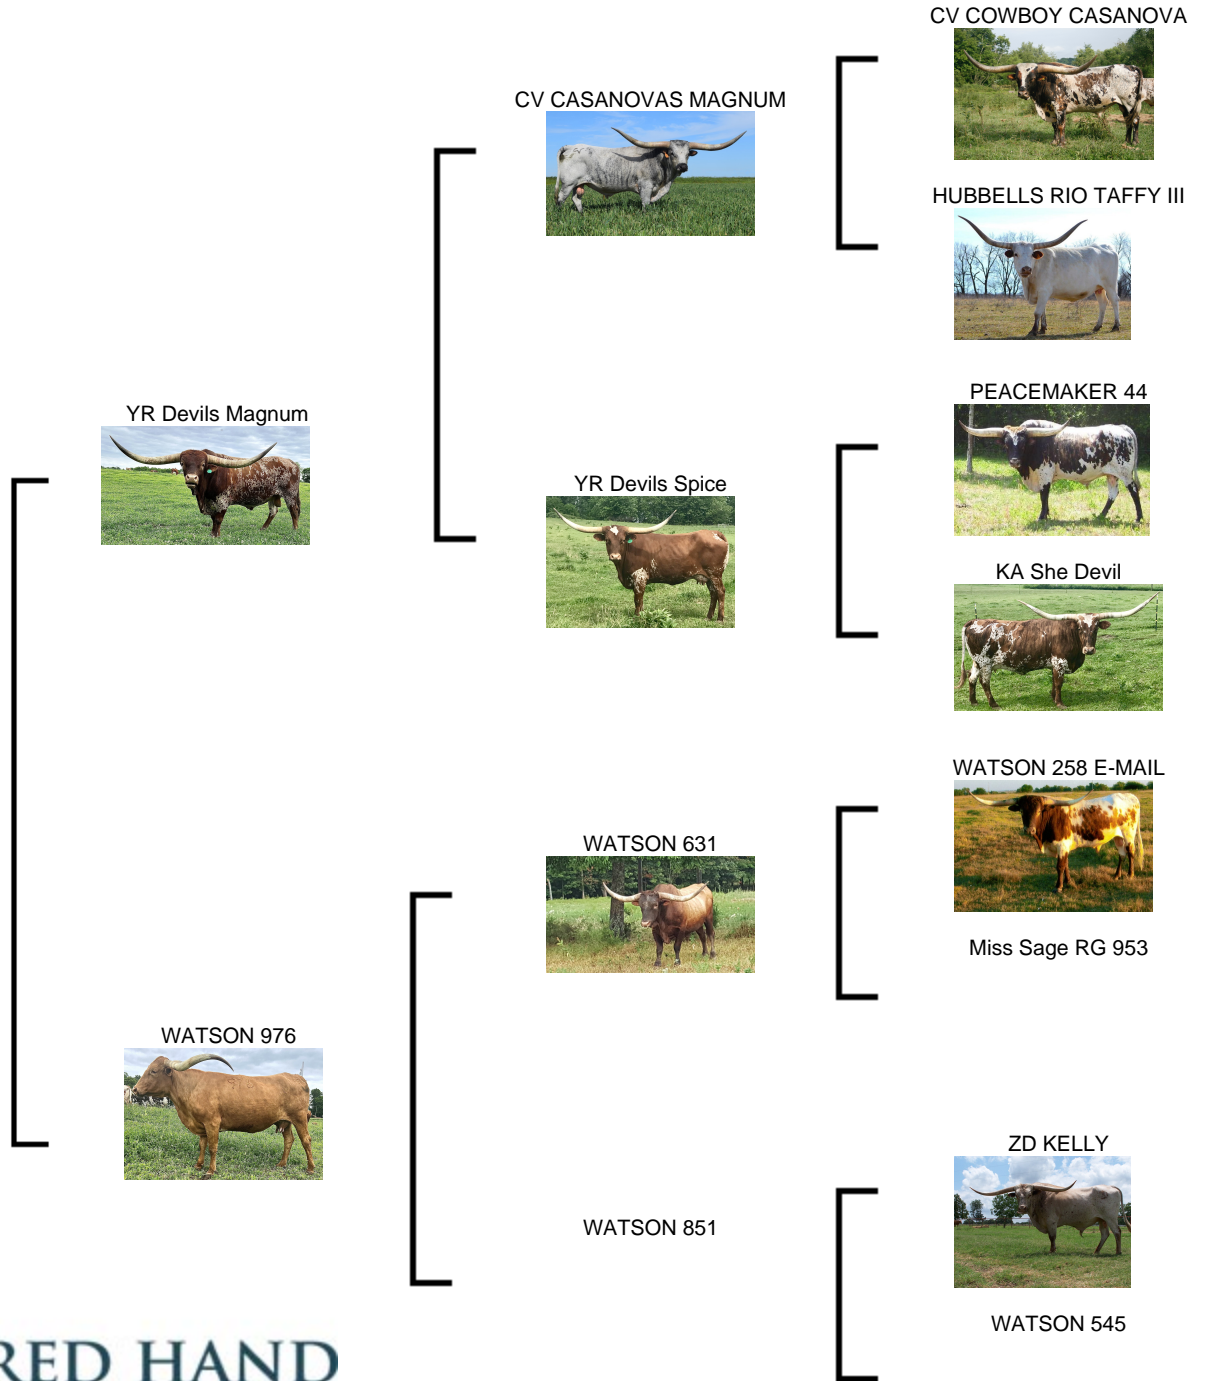 CV COWBOY CASANOVA
CV CASANOVAS MAGNUM
HUBBELLS RIO TAFFY III
PEACEMAKER 44
YR Devils Magnum
YR Devils Spice
KA She Devil
WATSON 258 E-MAIL
WATSON 631
Miss Sage RG 953
WATSON 976
ZD KELLY
WATSON 851
WATSON 545
RED HAND